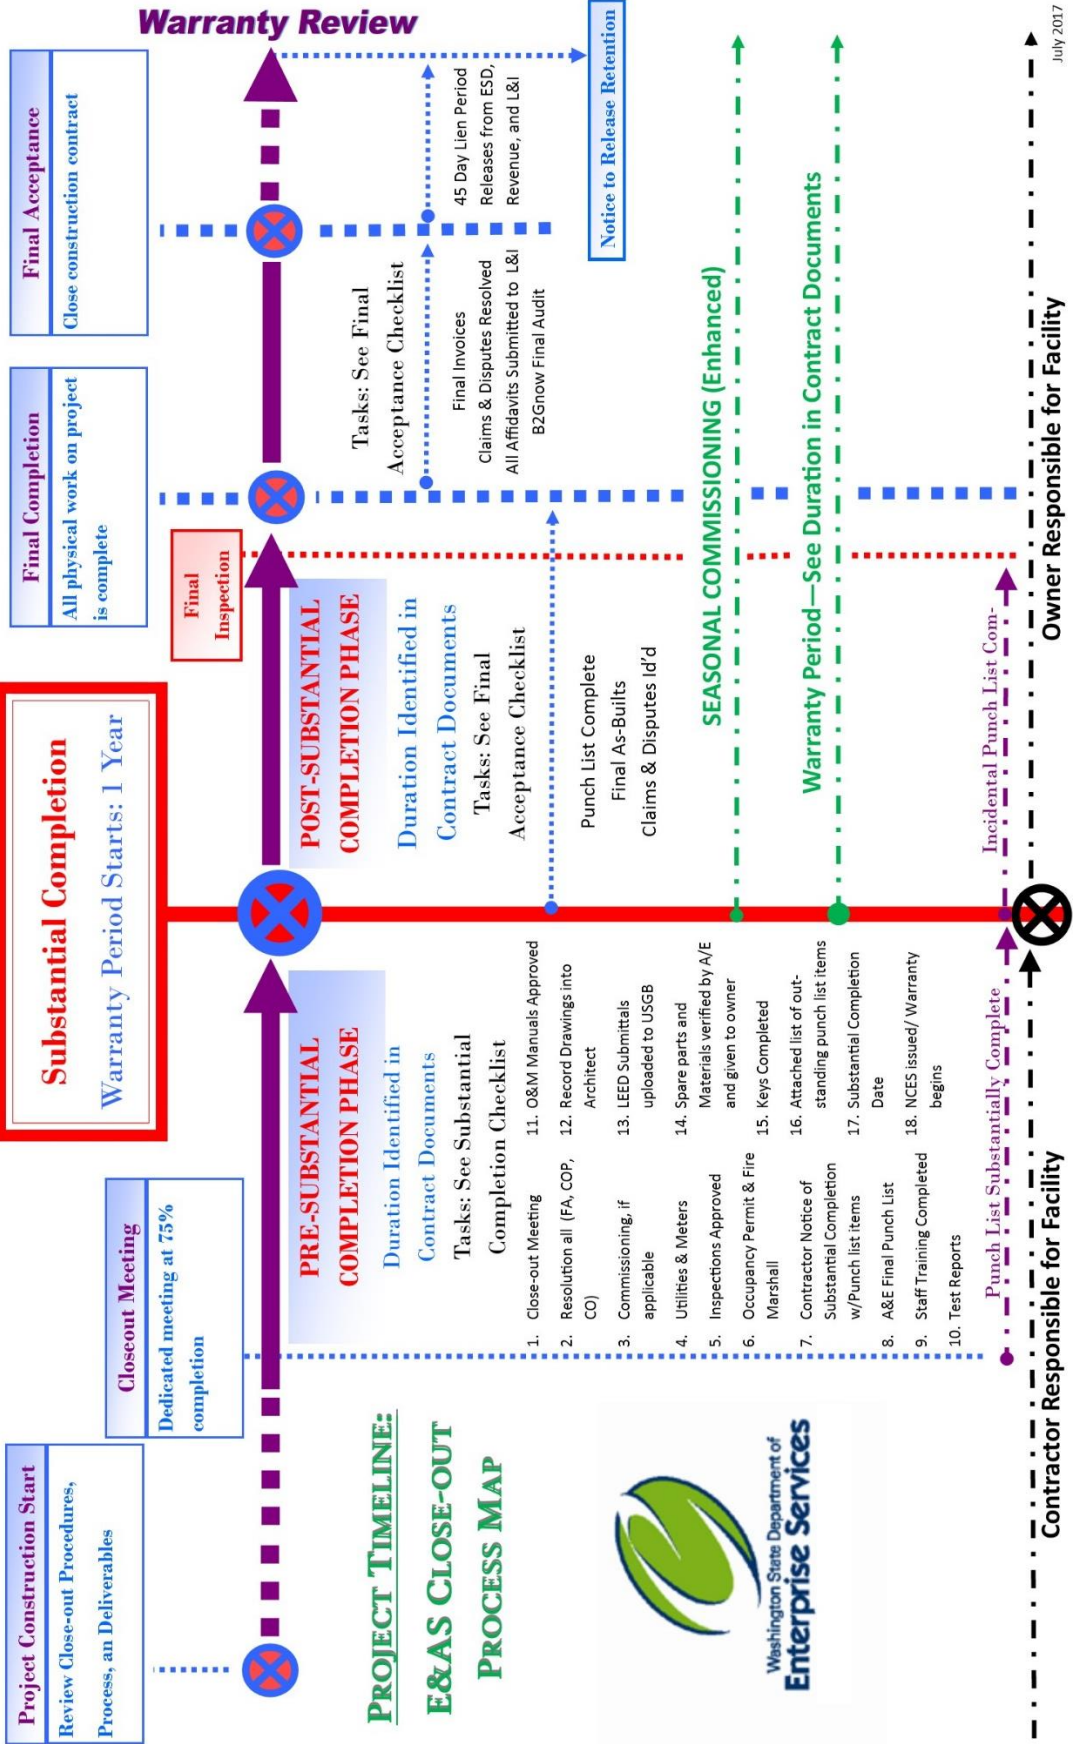 Project Construction Start
Review Close-out Procedures,
Process, an Deliverables
Closeout Meeting
Dedicated meeting at 75%
completion
Substantial Completion
Warranty Period Starts: 1 Year
Final Completion
All physical work on project
is complete
Final Acceptance
Close construction contract
Final
Inspection
Warranty Review
PROJECT TIMELINE:
E&AS CLOSE-OUT
PROCESS MAP
Washington State Department of
Enterprise Services
PRE-SUBSTANTIAL
COMPLETION PHASE
Duration Identified in
Contract Documents
Tasks: See Substantial
Completion Checklist
1. Close-out Meeting
2. Resolution all (FA, COP,
CO)
3. Commissioning, if
applicable
4. Utilities & Meters
5. Inspections Approved
6. Occupancy Permit & Fire
Marshall
7. Contractor Notice of
Substantial Completion
w/Punch list items
8. A&E Final Punch List
9. Staff Training Completed
10. Test Reports
11. O&M Manuals Approved
12. Record Drawings into
Architect
13. LEED Submittals
uploaded to USGB
14. Spare parts and
Materials verified by A/E
and given to owner
15. Keys Completed
16. Attached list of out-
standing punch list items
17. Substantial Completion
Date
18. NCES issued/ Warranty
begins
POST-SUBSTANTIAL
COMPLETION PHASE
Duration Identified in
Contract Documents
Tasks: See Final
Acceptance Checklist
Punch List Complete
Final As-Builts
Claims & Disputes Id'd
Tasks: See Final
Acceptance Checklist
Final Invoices
Claims & Disputes Resolved
All Affidavits Submitted to L&I
B2Gnow Final Audit
45 Day Lien Period
Releases from ESD,
Revenue, and L&I
Notice to Release Retention
SEASONAL COMMISSIONING (Enhanced)
Warranty Period—See Duration in Contract Documents
Punch List Substantially Complete
Incidental Punch List Com-
Contractor Responsible for Facility
Owner Responsible for Facility
July 2017